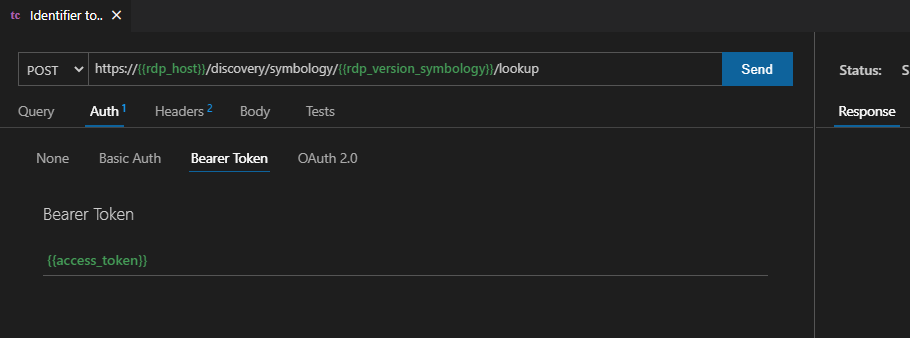 tc Identifier to..
POST https://{{rdp_host}}/discovery/symbology/{{rdp_version_symbology}}/lookup Send
Status: S
Query Auth 1 Headers 2 Body Tests
Response
None Basic Auth Bearer Token OAuth 2.0
Bearer Token
{{access_token}}